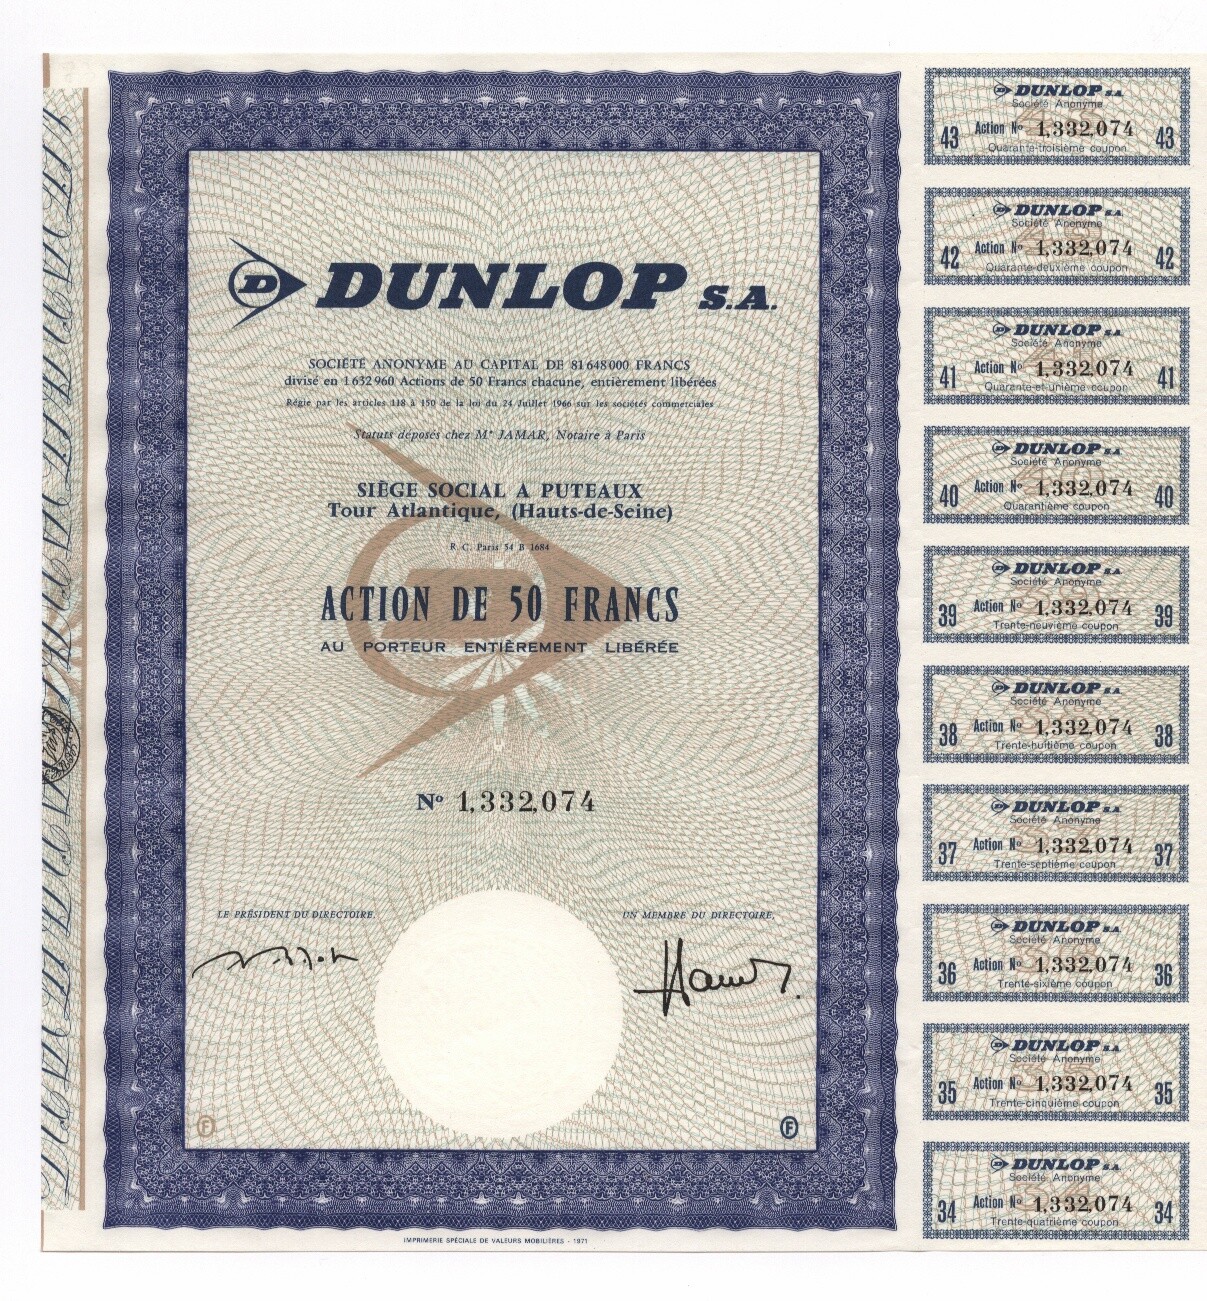 D DUNLOP S.A.
SOCIÉTÉ ANONYME AU CAPITAL DE 81 648 000 FRANCS
divisé en 1 632 960 Actions de 50 Francs chacune, entièrement libérées
Régie par les articles 118 à 150 de la loi du 24 Juillet 1966 sur les sociétés commerciales
Statuts déposés chez Me JAMAR, Notaire à Paris
SIÈGE SOCIAL A PUTEAUX
Tour Atlantique, (Hauts-de-Seine)
R. C. Paris 54 B 1684
ACTION DE 50 FRANCS
AU PORTEUR ENTIÈREMENT LIBÉRÉE
No 1,332,074
LE PRÉSIDENT DU DIRECTOIRE,
UN MEMBRE DU DIRECTOIRE,
F
F
IMPRIMERIE SPÉCIALE DE VALEURS MOBILIÈRES - 1971
D DUNLOP S.A.
Société Anonyme
43 Action No 1,332,074 43
Quarante-troisième coupon
D DUNLOP S.A.
Société Anonyme
42 Action No 1,332,074 42
Quarante-deuxième coupon
D DUNLOP S.A.
Société Anonyme
41 Action No 1,332,074 41
Quarante-et-unième coupon
D DUNLOP S.A.
Société Anonyme
40 Action No 1,332,074 40
Quarantième coupon
D DUNLOP S.A.
Société Anonyme
39 Action No 1,332,074 39
Trente-neuvième coupon
D DUNLOP S.A.
Société Anonyme
38 Action No 1,332,074 38
Trente-huitième coupon
D DUNLOP S.A.
Société Anonyme
37 Action No 1,332,074 37
Trente-septième coupon
D DUNLOP S.A.
Société Anonyme
36 Action No 1,332,074 36
Trente-sixième coupon
D DUNLOP S.A.
Société Anonyme
35 Action No 1,332,074 35
Trente-cinquième coupon
D DUNLOP S.A.
Société Anonyme
34 Action No 1,332,074 34
Trente-quatrième coupon